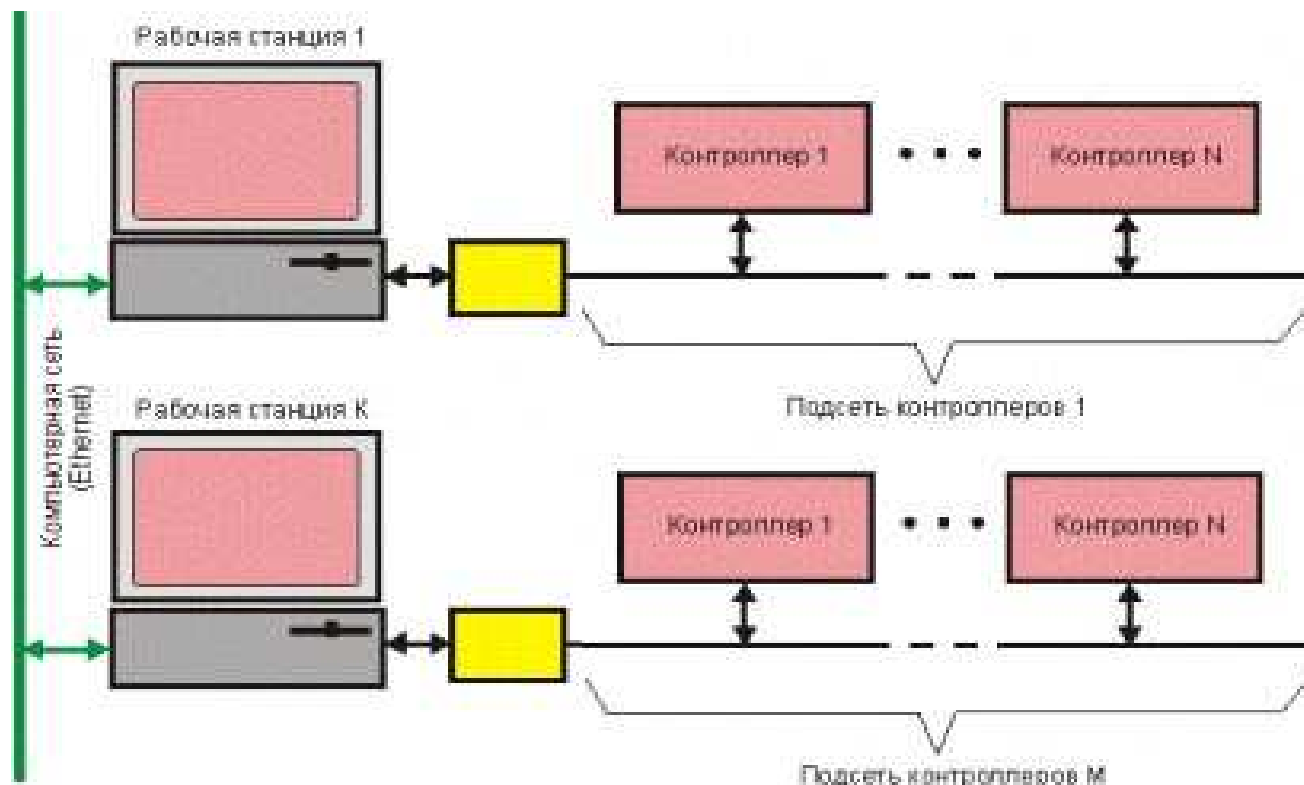 Рабочая станция 1
Контроллер 1
Контроллер N
Подсеть контроллеров 1
Компьютерная сеть
(Ethernet)
Рабочая станция К
Контроллер 1
Контроллер N
Подсеть контроллеров М